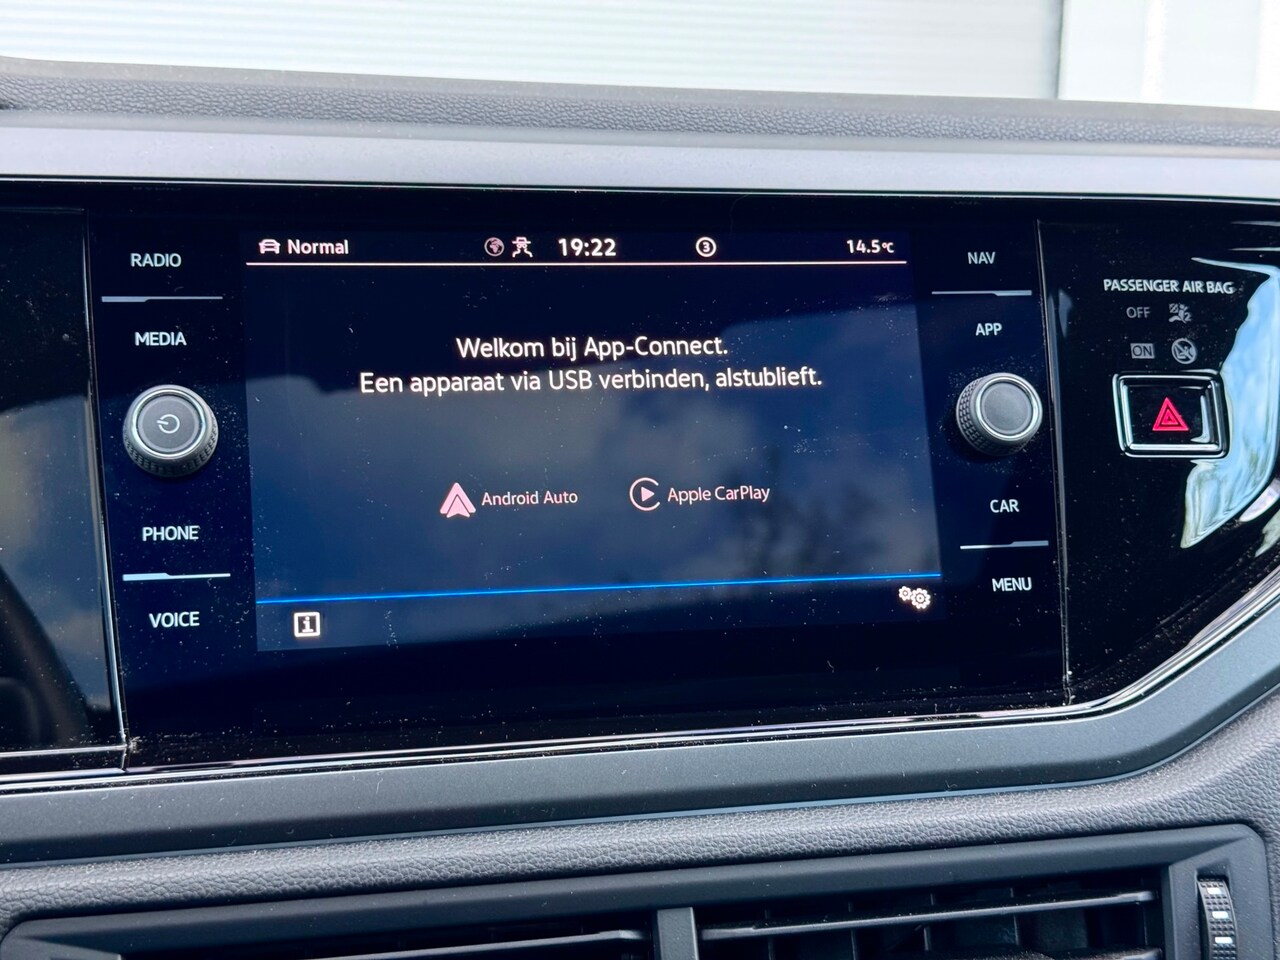 RADIO
MEDIA
PHONE
VOICE
Normal
19:22
3
14.5°C
Welkom bij App-Connect.
Een apparaat via USB verbinden, alstublieft.
Android Auto
Apple CarPlay
i
NAV
APP
CAR
MENU
PASSENGER AIR BAG
OFF
ON